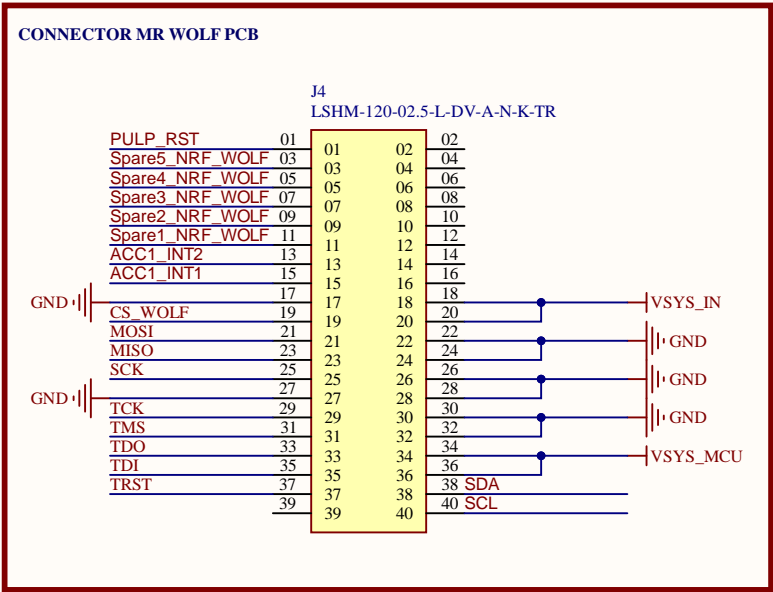 CONNECTOR MR WOLF PCB
J4
LSHM-120-02.5-L-DV-A-N-K-TR
PULP_RST 01 01 02 02
Spare5_NRF_WOLF 03 03 04 04
Spare4_NRF_WOLF 05 05 06 06
Spare3_NRF_WOLF 07 07 08 08
Spare2_NRF_WOLF 09 09 10 10
Spare1_NRF_WOLF 11 11 12 12
ACC1_INT2 13 13 14 14
ACC1_INT1 15 15 16 16
GND 17 17 18 18 VSYS_IN
CS_WOLF 19 19 20 20
MOSI 21 21 22 22 GND
MISO 23 23 24 24
SCK 25 25 26 26 GND
GND 27 27 28 28
TCK 29 29 30 30 GND
TMS 31 31 32 32
TDO 33 33 34 34 VSYS_MCU
TDI 35 35 36 36
TRST 37 37 38 38 SDA
39 39 40 40 SCL